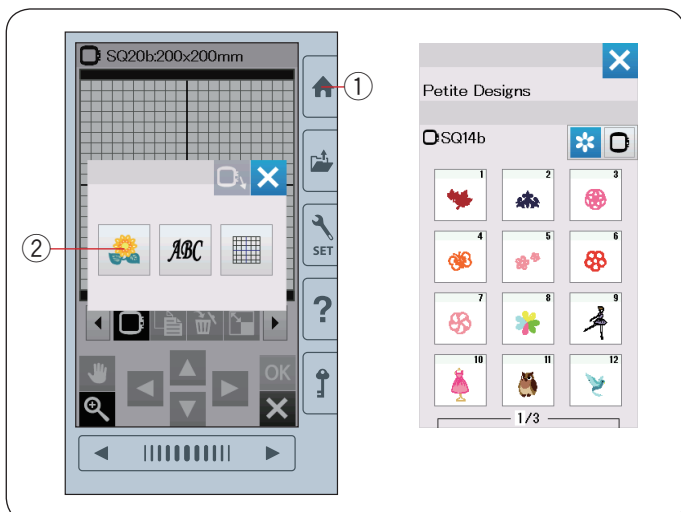 SQ20b:200x200mm
1
2
ABC
SET
?
OK
Petite Designs
SQ14b
1 2 3
4 5 6
7 8 9
10 11 12
1/3